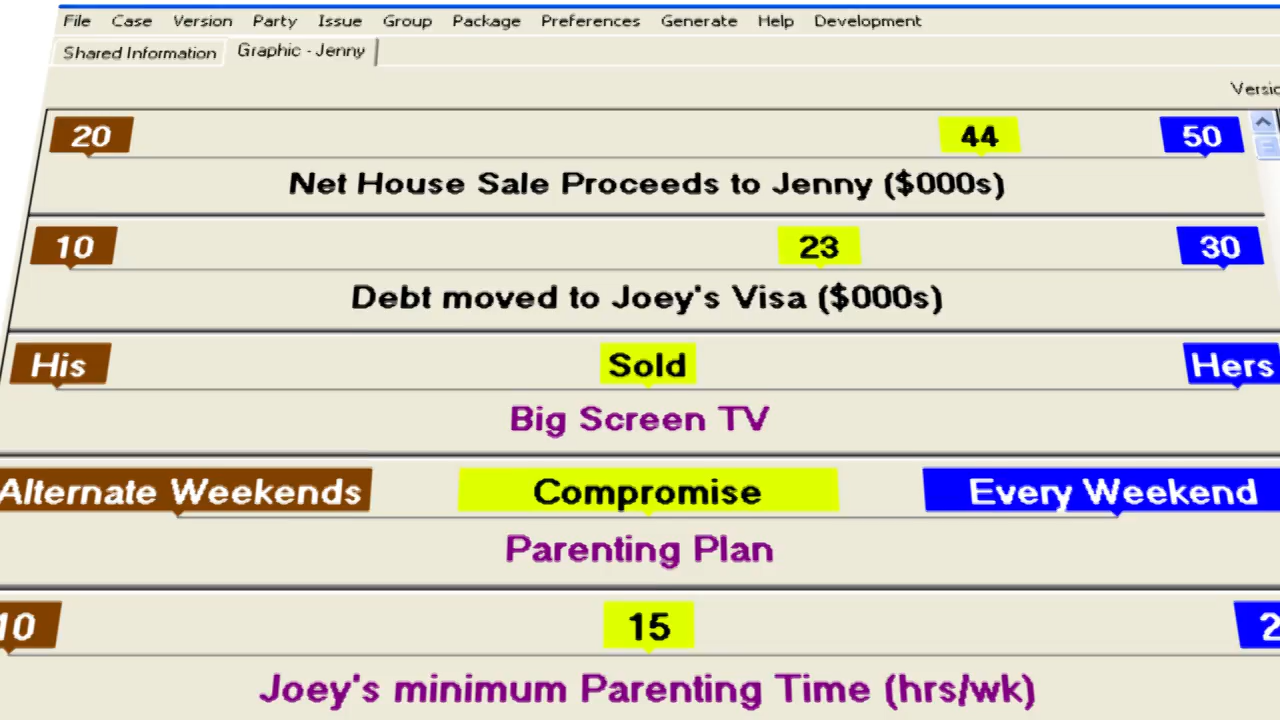 File Case Version Party Issue Group Package Preferences Generate Help Development
Shared Information Graphic - Jenny
20 44 50
Net House Sale Proceeds to Jenny ($000s)
10 23 30
Debt moved to Joey's Visa ($000s)
His Sold Hers
Big Screen TV
Alternate Weekends Compromise Every Weekend
Parenting Plan
10 15
Joey's minimum Parenting Time (hrs/wk)